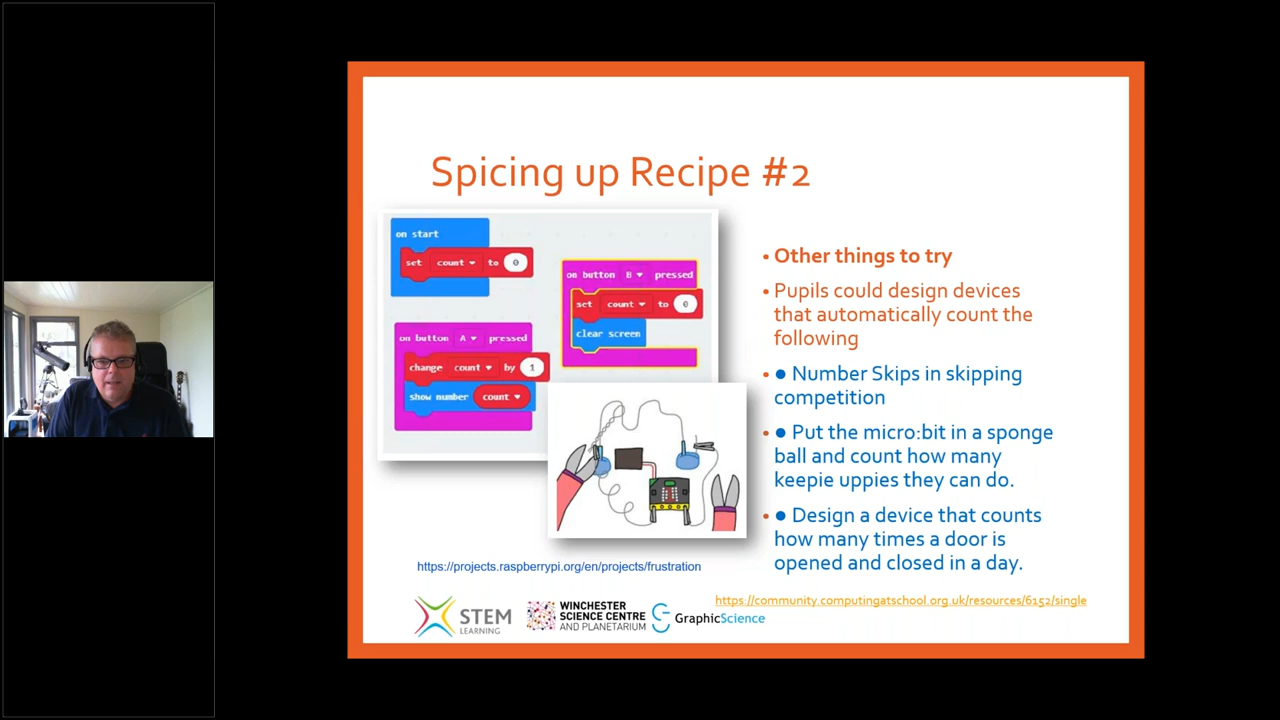 Spicing up Recipe #2
on start
set count to 0
on button B pressed
set count to 0
clear screen
on button A pressed
change count by 1
show number count
• Other things to try
• Pupils could design devices
that automatically count the
following
• ● Number Skips in skipping
competition
• ● Put the micro:bit in a sponge
ball and count how many
keepie uppies they can do.
• ● Design a device that counts
how many times a door is
opened and closed in a day.
https://projects.raspberrypi.org/en/projects/frustration
https://community.computingatschool.org.uk/resources/6152/single
STEM
LEARNING
WINCHESTER
SCIENCE CENTRE
AND PLANETARIUM
GraphicScience